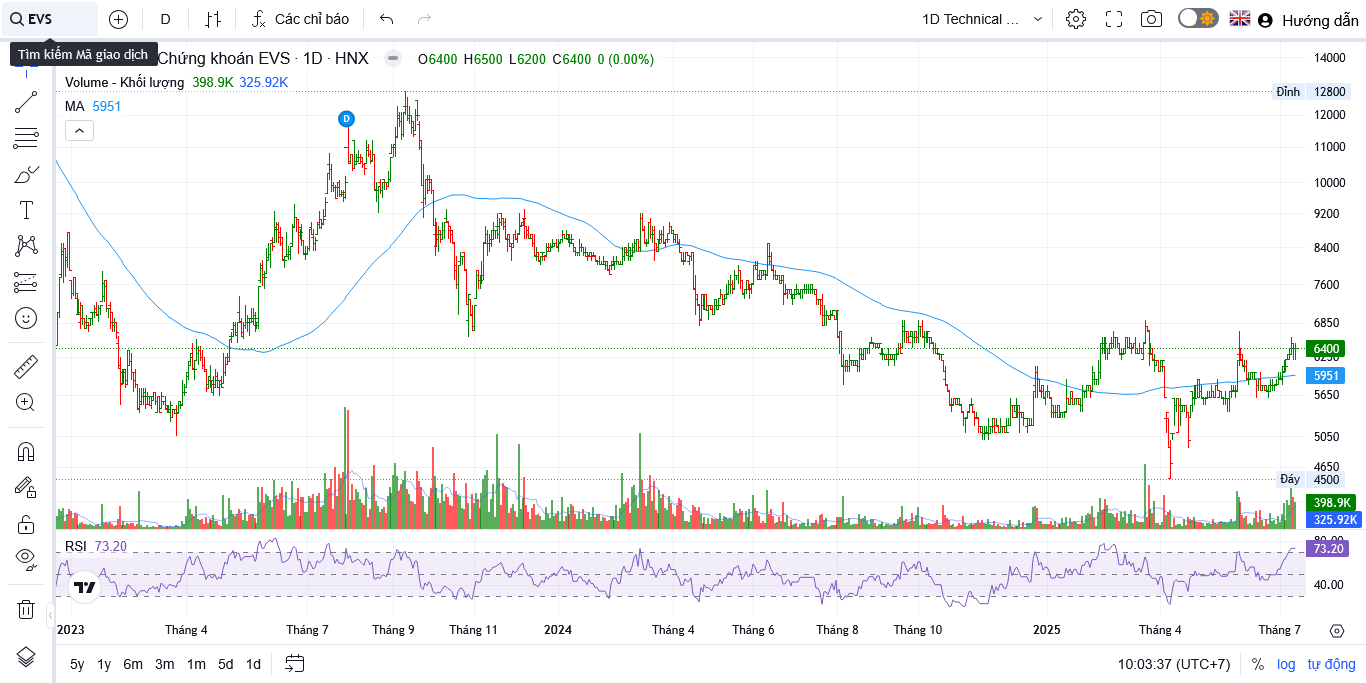 EVS D Các chỉ báo 1D Technical ... Hướng dẫn
Tìm kiếm Mã giao dịch
Chứng khoán EVS · 1D · HNX O6400 H6500 L6200 C6400 0 (0.00%)
14000
Volume - Khối lượng 398.9K 325.92K
Đỉnh 12800
MA 5951
D
12000
11000
10000
9200
8400
7600
6850
6400
6250
5951
5650
5050
4650
Đáy 4500
398.9K
325.92K
80.00
RSI 73.20
73.20
40.00
2023 Tháng 4 Tháng 7 Tháng 9 Tháng 11 2024 Tháng 4 Tháng 6 Tháng 8 Tháng 10 2025 Tháng 4 Tháng 7
5y 1y 6m 3m 1m 5d 1d 10:03:37 (UTC+7) % log tự động